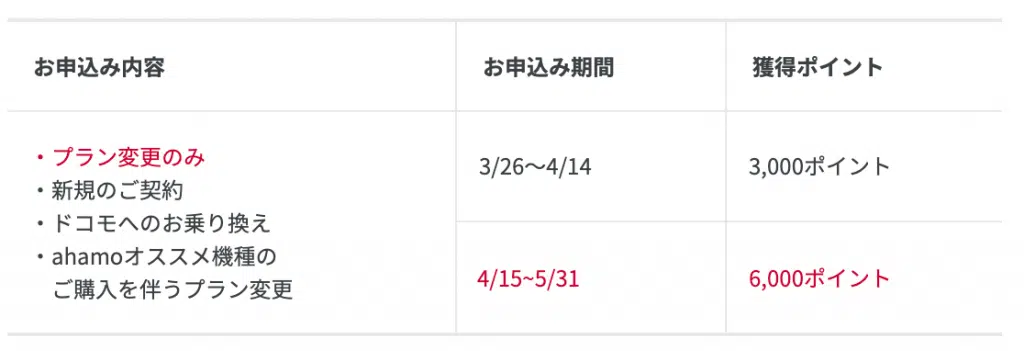 お申込み内容
お申込み期間
獲得ポイント
・プラン変更のみ
・新規のご契約
・ドコモへのお乗り換え
・ahamoオススメ機種の
ご購入を伴うプラン変更
3/26〜4/14
3,000ポイント
4/15~5/31
6,000ポイント